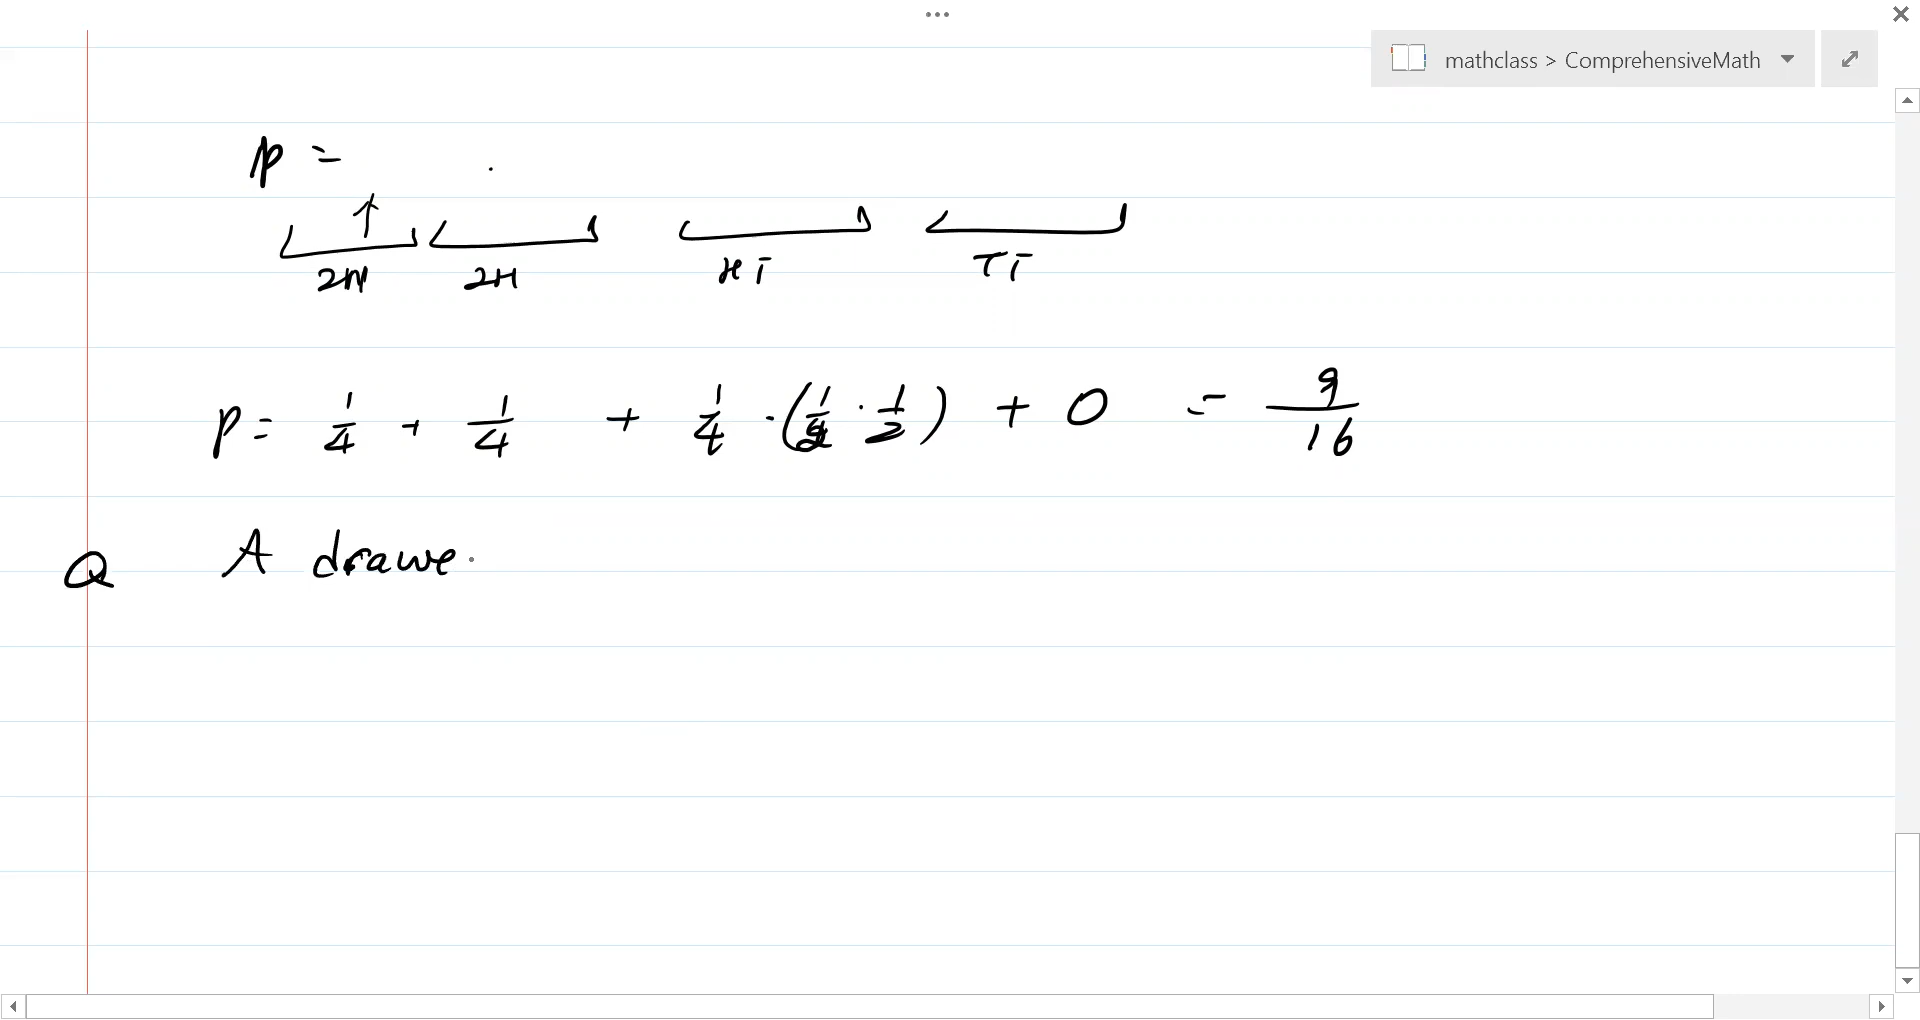 mathclass > ComprehensiveMath
p =
2M 2H HT TT
p = 1/4 + 1/4 + 1/4 · (1/2 · 1/2) + 0 = 9/16
Q A drawe